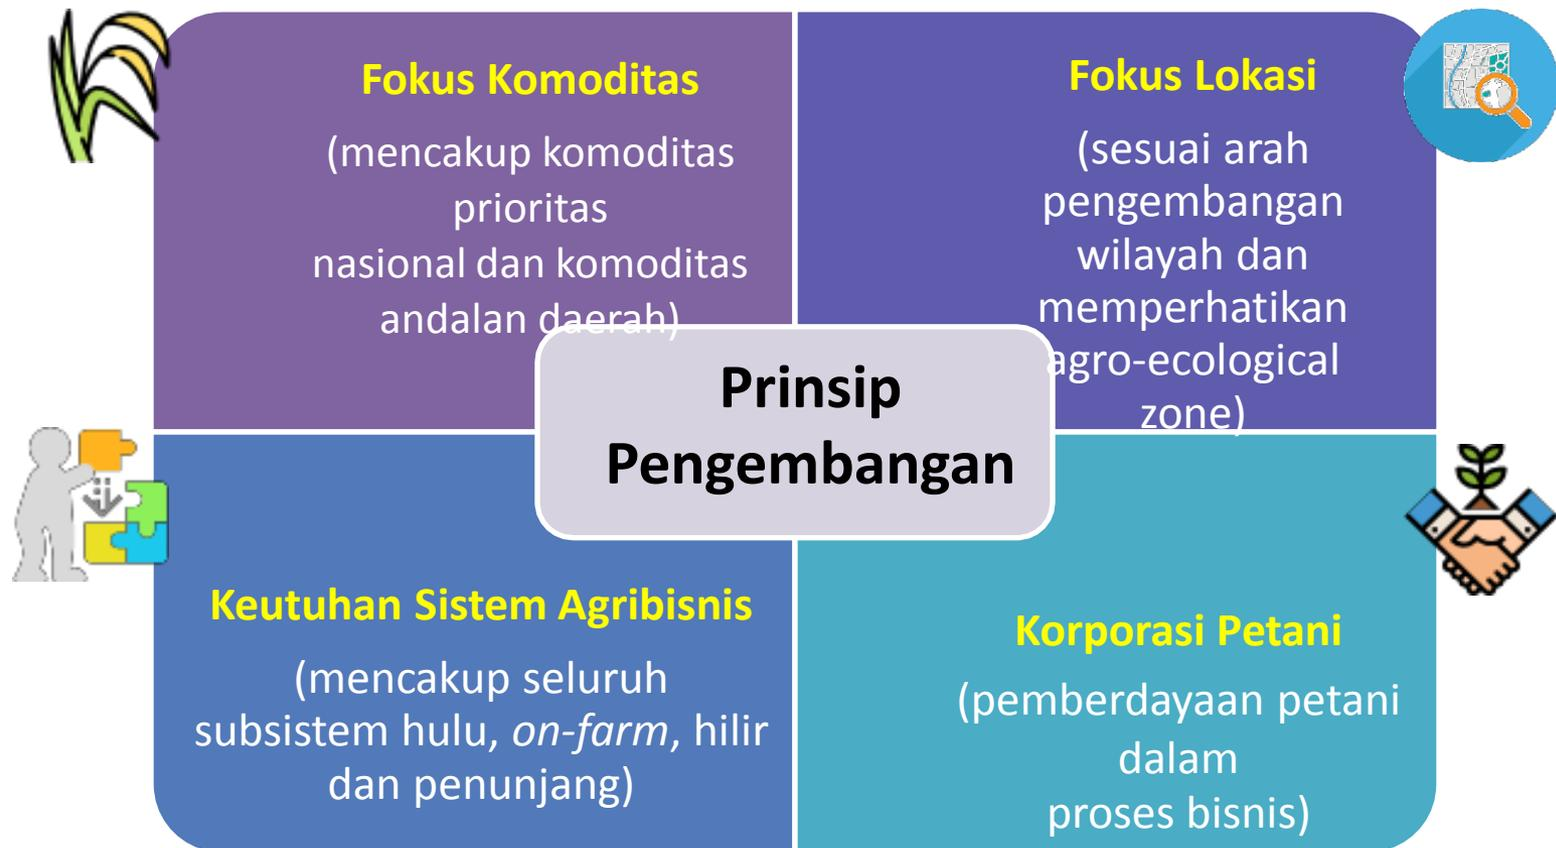 Fokus Komoditas
(mencakup komoditas
prioritas
nasional dan komoditas
andalan daerah)
Fokus Lokasi
(sesuai arah
pengembangan
wilayah dan
memperhatikan
agro-ecological
zone)
Prinsip
Pengembangan
Keutuhan Sistem Agribisnis
(mencakup seluruh
subsistem hulu, on-farm, hilir
dan penunjang)
Korporasi Petani
(pemberdayaan petani
dalam
proses bisnis)